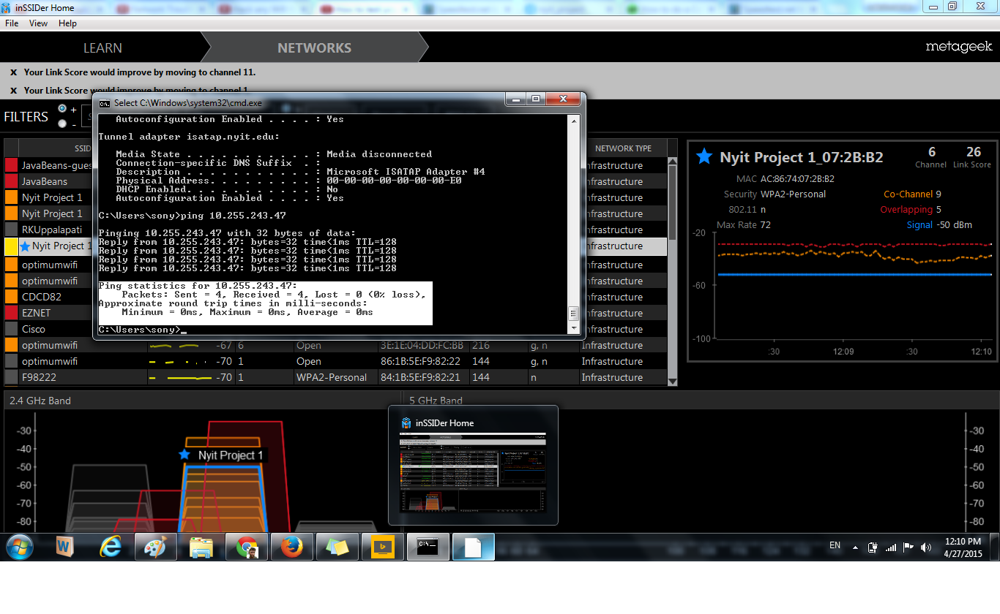 inSSIDer Home
File View Help
LEARN NETWORKS metageek
x Your Link Score would improve by moving to channel 11.
x Your Link Score would improve by moving to channel 1.
FILTERS + -
Select C:\Windows\system32\cmd.exe
Autoconfiguration Enabled . . . . : Yes
Tunnel adapter isatap.nyit.edu:
Media State . . . . . . . . . . . : Media disconnected
Connection-specific DNS Suffix . :
Description . . . . . . . . . . . : Microsoft ISATAP Adapter #4
Physical Address. . . . . . . . . : 00-00-00-00-00-00-00-E0
DHCP Enabled. . . . . . . . . . . : No
Autoconfiguration Enabled . . . . : Yes
C:\Users\sony>ping 10.255.243.47
Pinging 10.255.243.47 with 32 bytes of data:
Reply from 10.255.243.47: bytes=32 time<1ms TTL=128
Reply from 10.255.243.47: bytes=32 time<1ms TTL=128
Reply from 10.255.243.47: bytes=32 time<1ms TTL=128
Reply from 10.255.243.47: bytes=32 time<1ms TTL=128
Ping statistics for 10.255.243.47:
Packets: Sent = 4, Received = 4, Lost = 0 (0% loss),
Approximate round trip times in milli-seconds:
Minimum = 0ms, Maximum = 0ms, Average = 0ms
C:\Users\sony>_
SSID NETWORK TYPE
JavaBeans-gues nfrastructure
JavaBeans nfrastructure
Nyit Project 1 nfrastructure
Nyit Project 1 nfrastructure
RKUppalapati nfrastructure
Nyit Project 1 nfrastructure
optimumwifi nfrastructure
optimumwifi nfrastructure
CDCD82 nfrastructure
EZNET nfrastructure
Cisco nfrastructure
optimumwifi -67 6 Open 3E:1E:04:DD:FC:BB 216 g, n Infrastructure
optimumwifi -70 1 Open 86:1B:5E:F9:82:22 144 g, n Infrastructure
F98222 -70 1 WPA2-Personal 84:1B:5E:F9:82:21 144 n Infrastructure
Nyit Project 1_07:2B:B2 6 26
Channel Link Score
MAC AC:86:74:07:2B:B2
Security WPA2-Personal Co-Channel 9
802.11 n Overlapping 5
Max Rate 72 Signal -50 dBm
-20
-60
-100
:30 12:09 :30 12:10
2.4 GHz Band 5 GHz Band
-30 -30
-40 -40
-50 -50
-60 -60
-70 -70
-80 -80
Nyit Project 1
inSSIDer Home
EN
12:10 PM
4/27/2015